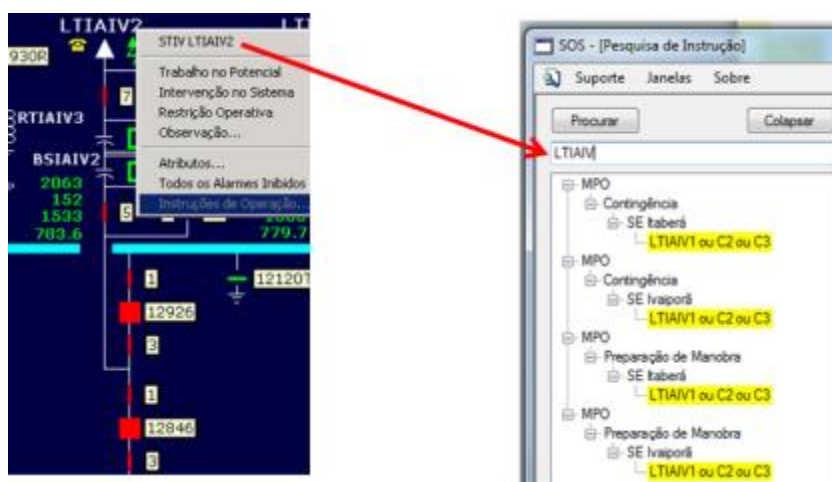 LTIAIV2
930R
STIV LTIAIV2
Trabalho no Potencial
Intervenção no Sistema
Restrição Operativa
Observação...
Atributos...
Todos os Alarmes Inibidos
Instruções de Operação...
7
RTIAIV3
BSIAIV2
2063
152
1533
783.6
5
779.7
1
12120T
12926
3
1
12846
3
SOS - [Pesquisa de Instrução]
Suporte Janelas Sobre
Procurar Colapsar
LTIAIV
MPO
Contingência
SE Itaberá
LTIAIV1 ou C2 ou C3
MPO
Contingência
SE Ivaiporã
LTIAIV1 ou C2 ou C3
MPO
Preparação de Manobra
SE Itaberá
LTIAIV1 ou C2 ou C3
MPO
Preparação de Manobra
SE Ivaiporã
LTIAIV1 ou C2 ou C3